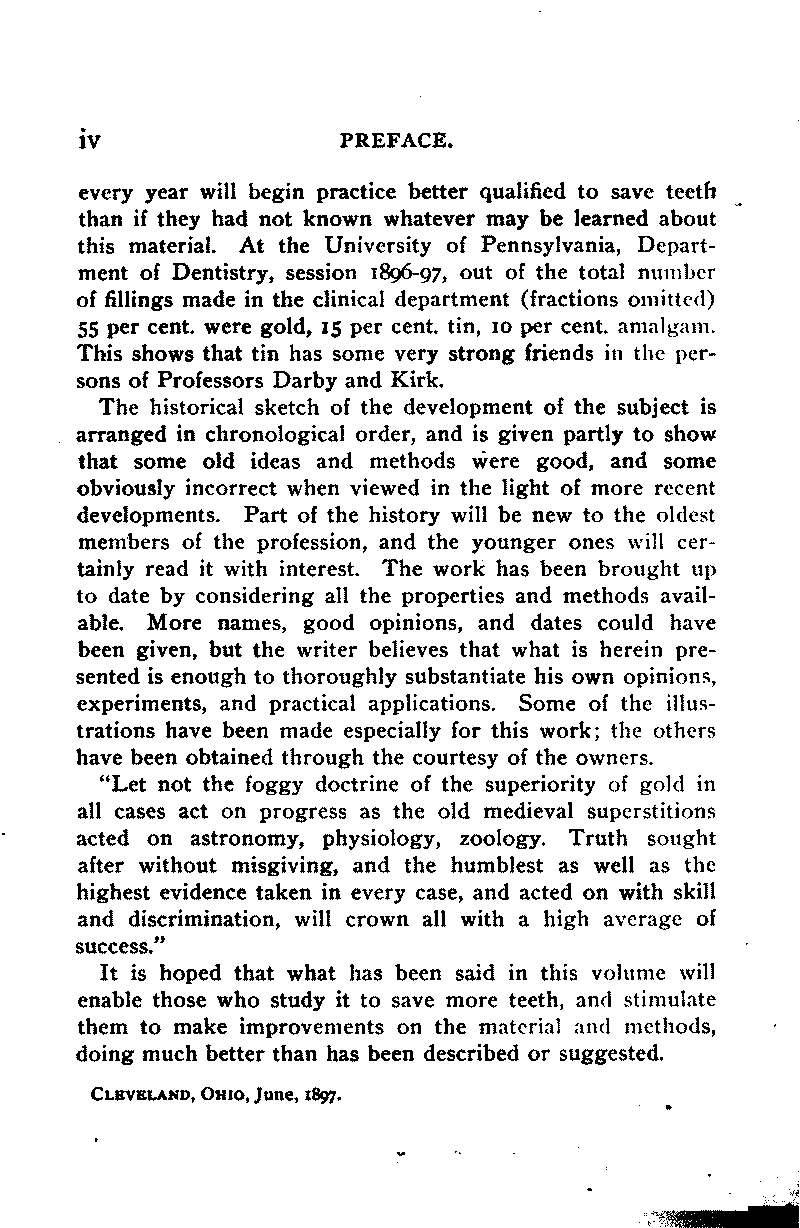 iv PREFACE.
every year will begin practice better qualified to save teeth
than if they had not known whatever may be learned about
this material. At the University of Pennsylvania, Depart-
ment of Dentistry, session 1896-97, out of the total number
of fillings made in the clinical department (fractions omitted)
55 per cent. were gold, 15 per cent. tin, 10 per cent. amalgam.
This shows that tin has some very strong friends in the per-
sons of Professors Darby and Kirk.
The historical sketch of the development of the subject is
arranged in chronological order, and is given partly to show
that some old ideas and methods were good, and some
obviously incorrect when viewed in the light of more recent
developments. Part of the history will be new to the oldest
members of the profession, and the younger ones will cer-
tainly read it with interest. The work has been brought up
to date by considering all the properties and methods avail-
able. More names, good opinions, and dates could have
been given, but the writer believes that what is herein pre-
sented is enough to thoroughly substantiate his own opinions,
experiments, and practical applications. Some of the illus-
trations have been made especially for this work; the others
have been obtained through the courtesy of the owners.
“Let not the foggy doctrine of the superiority of gold in
all cases act on progress as the old medieval superstitions
acted on astronomy, physiology, zoology. Truth sought
after without misgiving, and the humblest as well as the
highest evidence taken in every case, and acted on with skill
and discrimination, will crown all with a high average of
success.”
It is hoped that what has been said in this volume will
enable those who study it to save more teeth, and stimulate
them to make improvements on the material and methods,
doing much better than has been described or suggested.
CLEVELAND, OHIO, June, 1897.